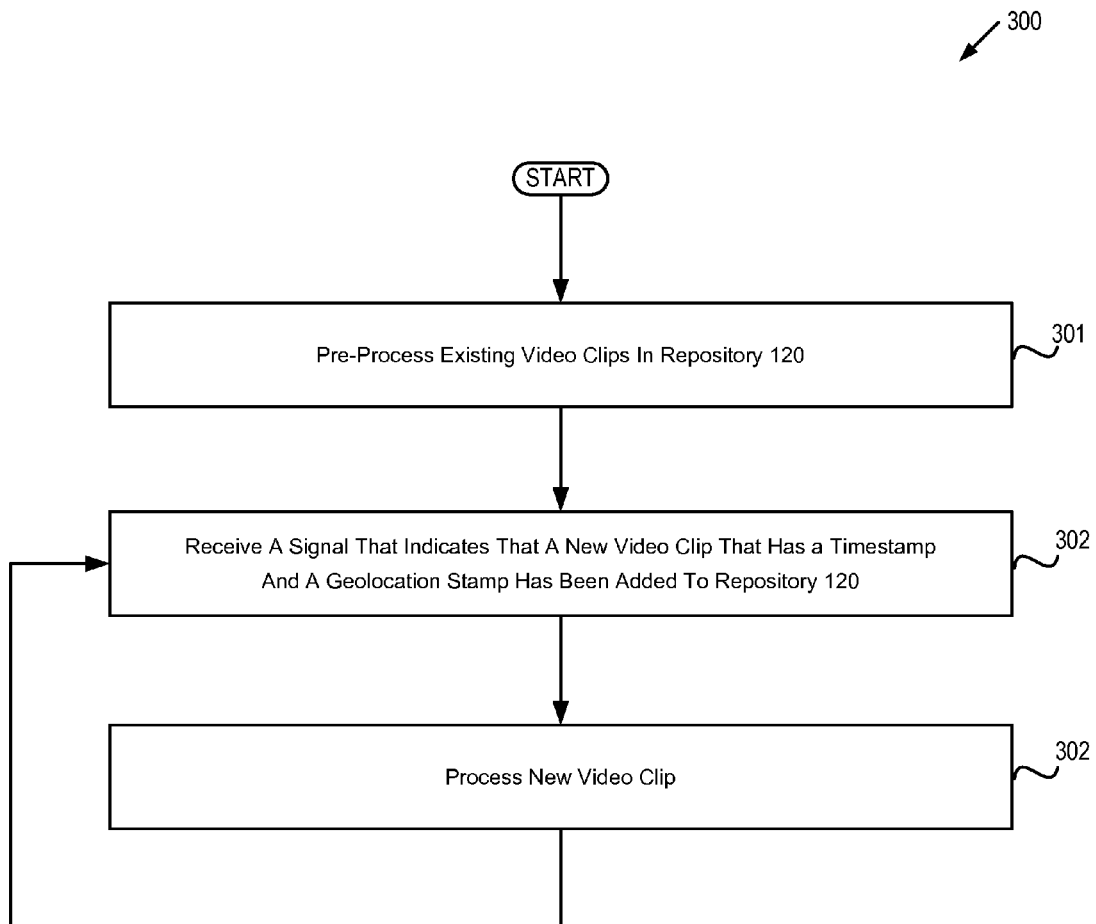 300
START
Pre-Process Existing Video Clips In Repository 120
301
Receive A Signal That Indicates That A New Video Clip That Has a Timestamp
And A Geolocation Stamp Has Been Added To Repository 120
302
Process New Video Clip
302